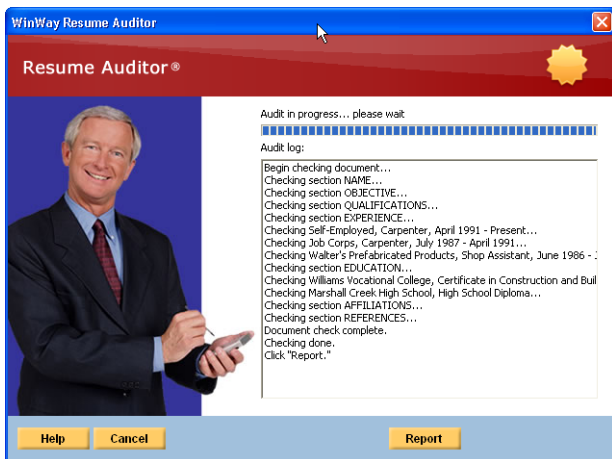 WinWay Resume Auditor
Resume Auditor®
Audit in progress... please wait
Audit log:
Begin checking document...
Checking section NAME...
Checking section OBJECTIVE...
Checking section QUALIFICATIONS...
Checking section EXPERIENCE...
Checking Self-Employed, Carpenter, April 1991 - Present...
Checking Job Corps, Carpenter, July 1987 - April 1991...
Checking Walter's Prefabricated Products, Shop Assistant, June 1986 -
Checking section EDUCATION...
Checking Williams Vocational College, Certificate in Construction and Buil
Checking Marshall Creek High School, High School Diploma...
Checking section AFFILIATIONS...
Checking section REFERENCES...
Document check complete.
Checking done.
Click "Report."
Help Cancel Report